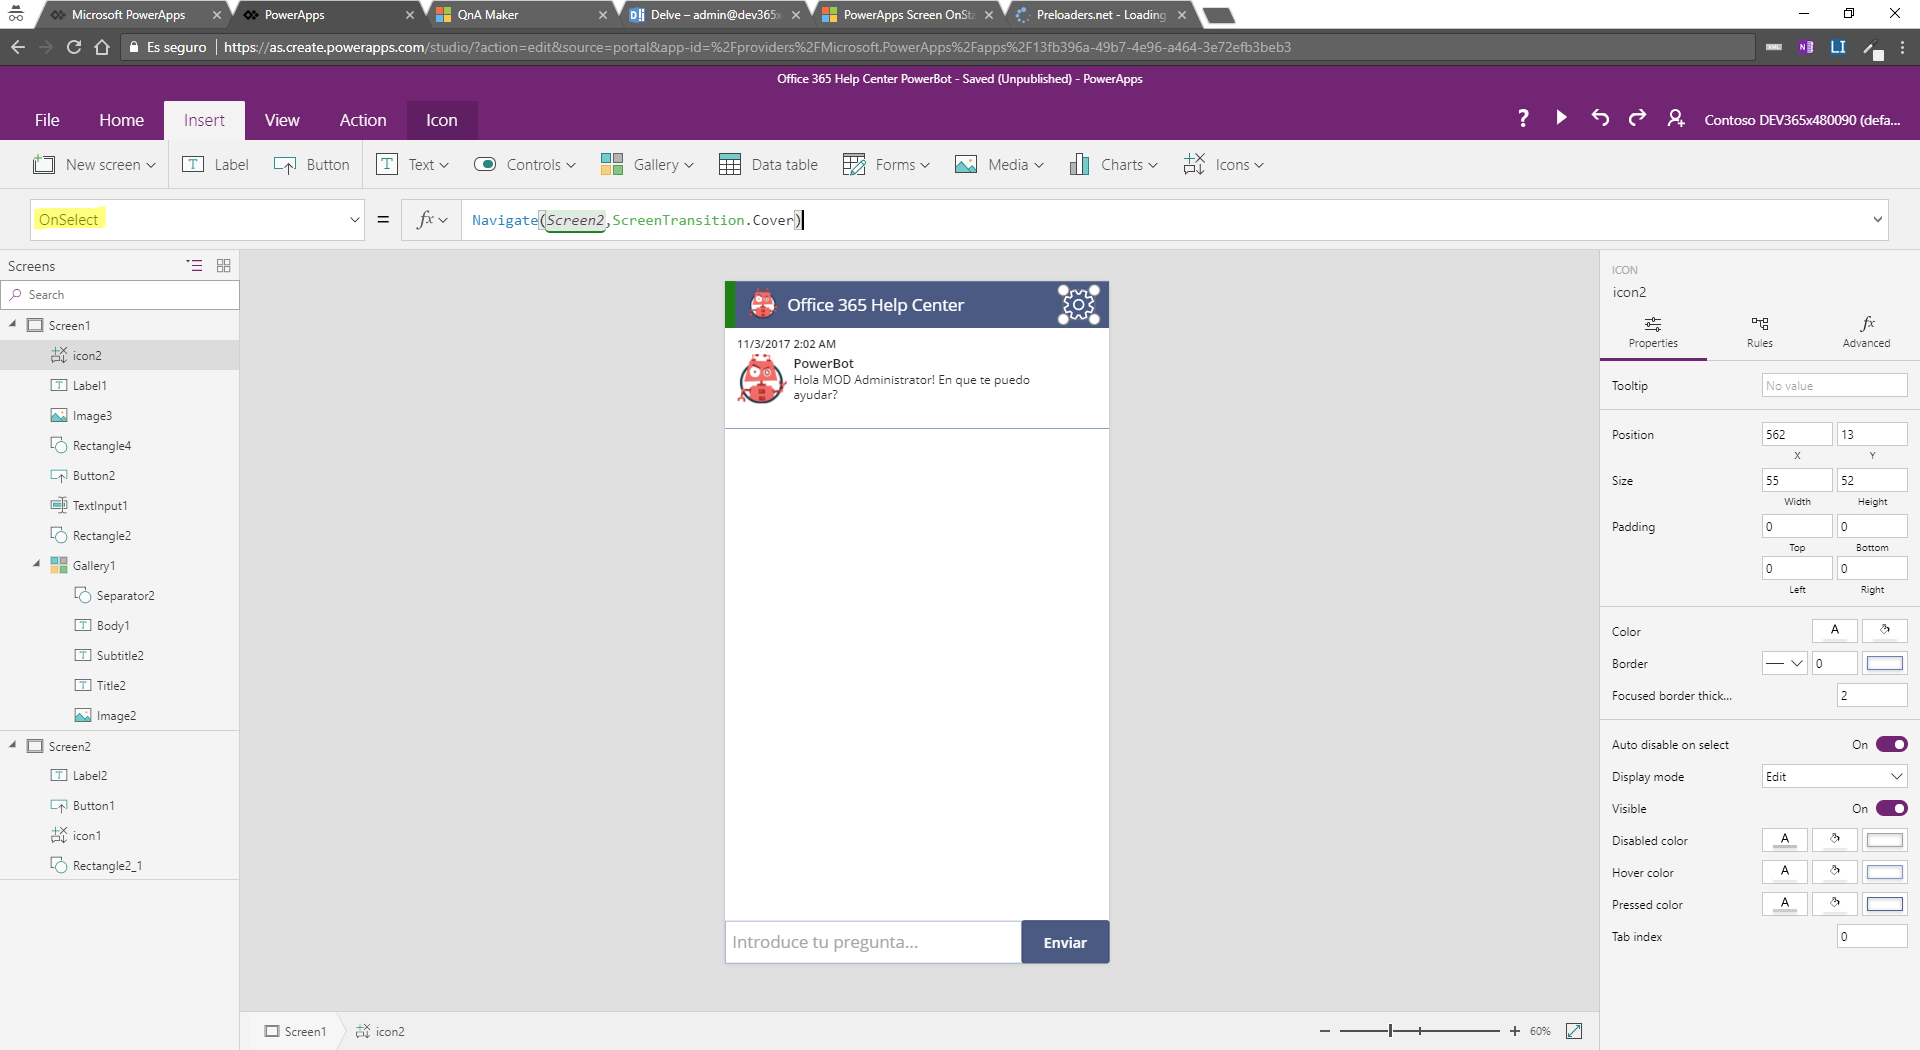 Microsoft PowerApps
PowerApps
QnA Maker
Delve – admin@dev365x
PowerApps Screen OnSta
Preloaders.net - Loading
Es seguro
https://as.create.powerapps.com/studio/?action=edit&source=portal&app-id=%2Fproviders%2FMicrosoft.PowerApps%2Fapps%2F13fb396a-49b7-4e96-a464-3e72efb3beb3
Office 365 Help Center PowerBot - Saved (Unpublished) - PowerApps
File
Home
Insert
View
Action
Icon
?
Contoso DEV365x480090 (defa...
New screen
Label
Button
Text
Controls
Gallery
Data table
Forms
Media
Charts
Icons
OnSelect
=
fx
Navigate(Screen2,ScreenTransition.Cover)
Screens
Search
Screen1
icon2
Label1
Image3
Rectangle4
Button2
TextInput1
Rectangle2
Gallery1
Separator2
Body1
Subtitle2
Title2
Image2
Screen2
Label2
Button1
icon1
Rectangle2_1
Office 365 Help Center
11/3/2017 2:02 AM
PowerBot
Hola MOD Administrator! En que te puedo
ayudar?
Introduce tu pregunta...
Enviar
Screen1
icon2
60%
ICON
icon2
Properties
Rules
Advanced
Tooltip
No value
Position
562
13
X
Y
Size
55
52
Width
Height
Padding
0
0
Top
Bottom
0
0
Left
Right
Color
A
Border
0
Focused border thick...
2
Auto disable on select
On
Display mode
Edit
Visible
On
Disabled color
A
Hover color
A
Pressed color
A
Tab index
0